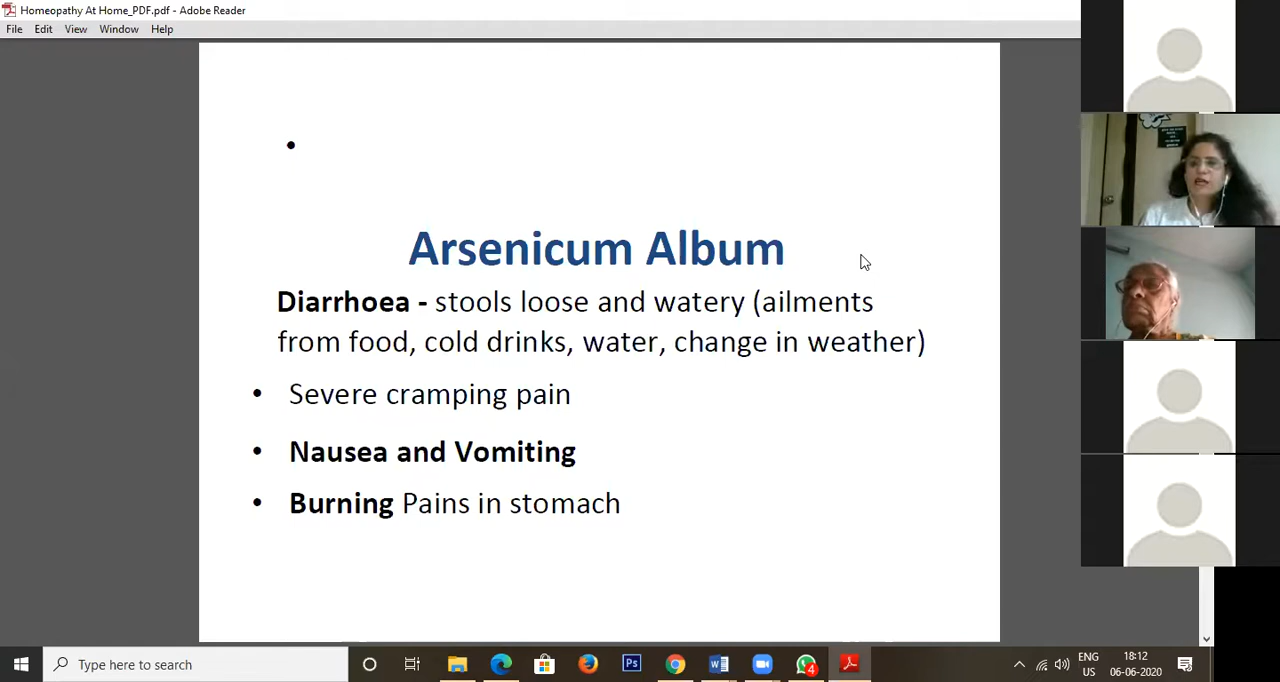 Homeopathy At Home_PDF.pdf - Adobe Reader
File Edit View Window Help
•
Arsenicum Album
Diarrhoea - stools loose and watery (ailments
from food, cold drinks, water, change in weather)
• Severe cramping pain
• Nausea and Vomiting
• Burning Pains in stomach
Type here to search
Ps
W
4
ENG
US
18:12
06-06-2020